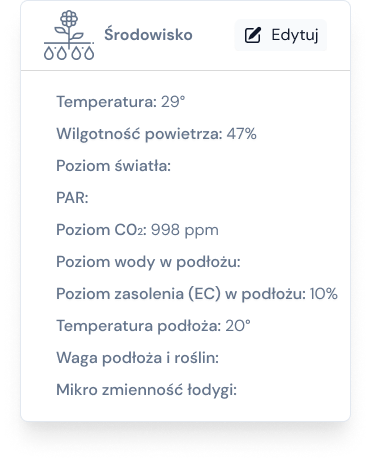 Środowisko
Edytuj
Temperatura: 29°
Wilgotność powietrza: 47%
Poziom światła:
PAR:
Poziom C0₂: 998 ppm
Poziom wody w podłożu:
Poziom zasolenia (EC) w podłożu: 10%
Temperatura podłoża: 20°
Waga podłoża i roślin:
Mikro zmienność łodygi: